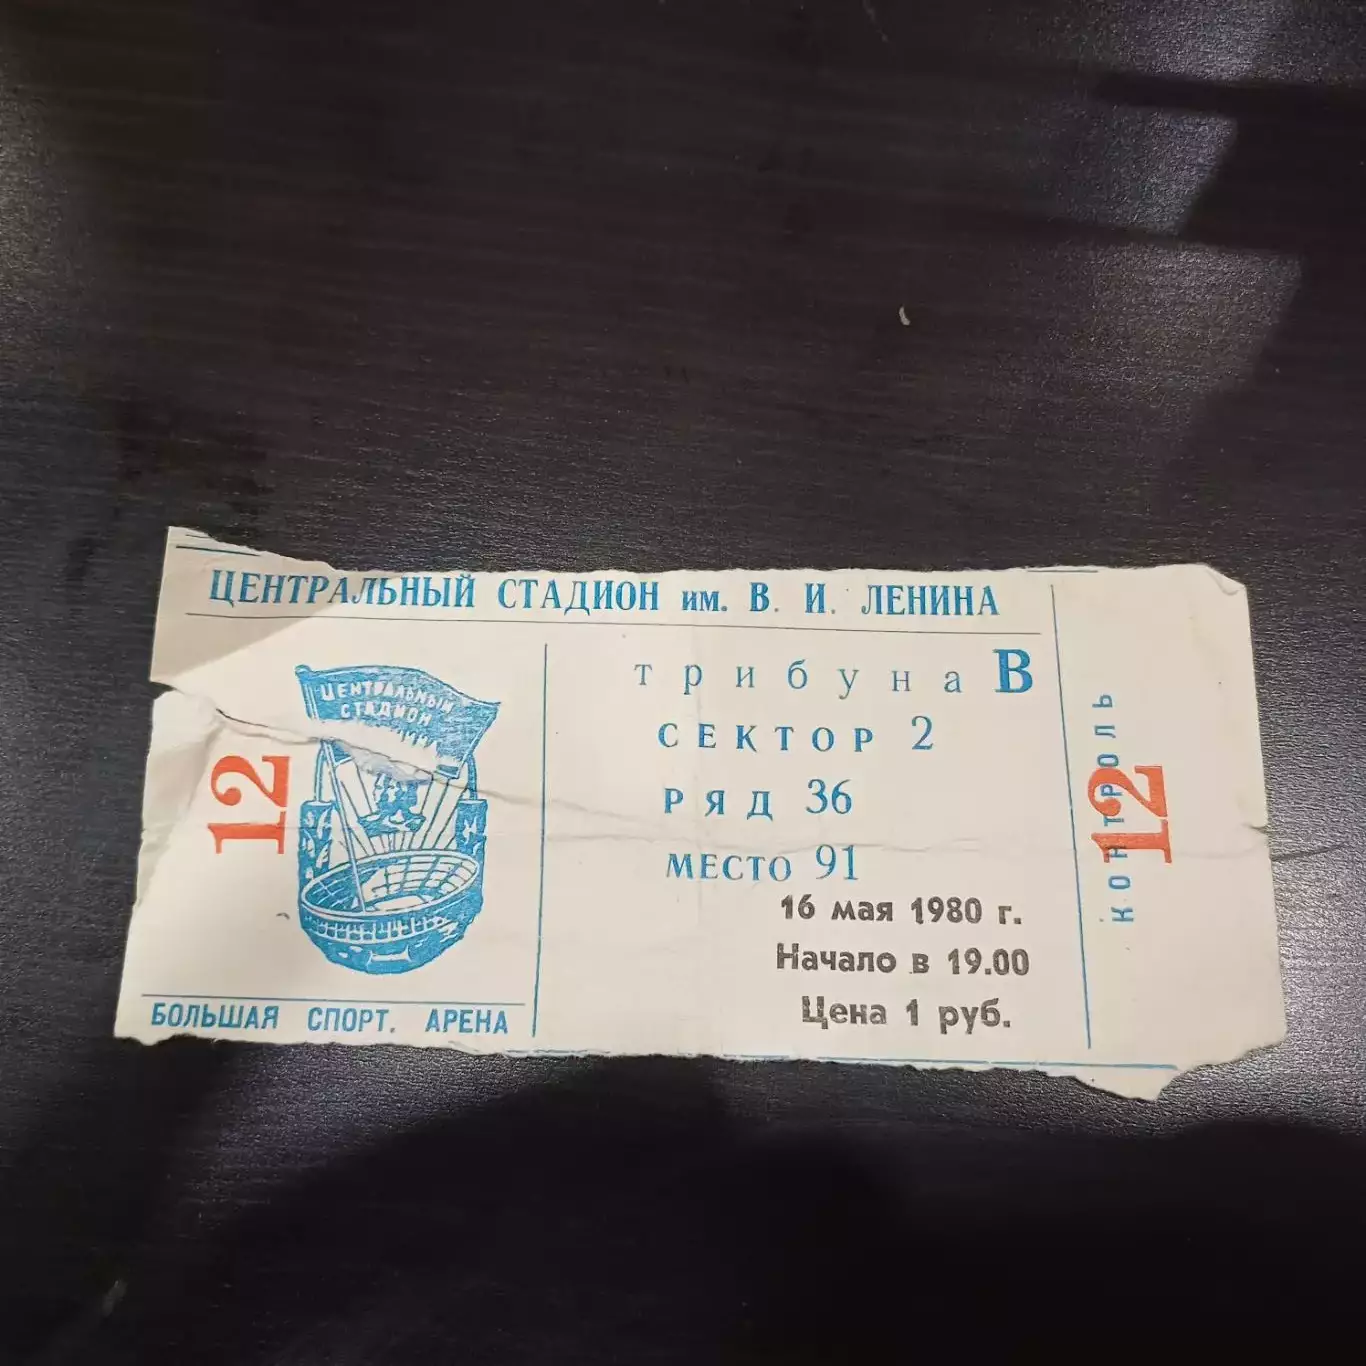 ЦЕНТРАЛЬНЫЙ СТАДИОН им. В. И. ЛЕНИНА
12
ЦЕНТРАЛЬНЫЙ
СТАДИОН
БОЛЬШАЯ СПОРТ. АРЕНА
трибуна В
СЕКТОР 2
РЯД 36
МЕСТО 91
16 мая 1980 г.
Начало в 19.00
Цена 1 руб.
КОНТРОЛЬ
12